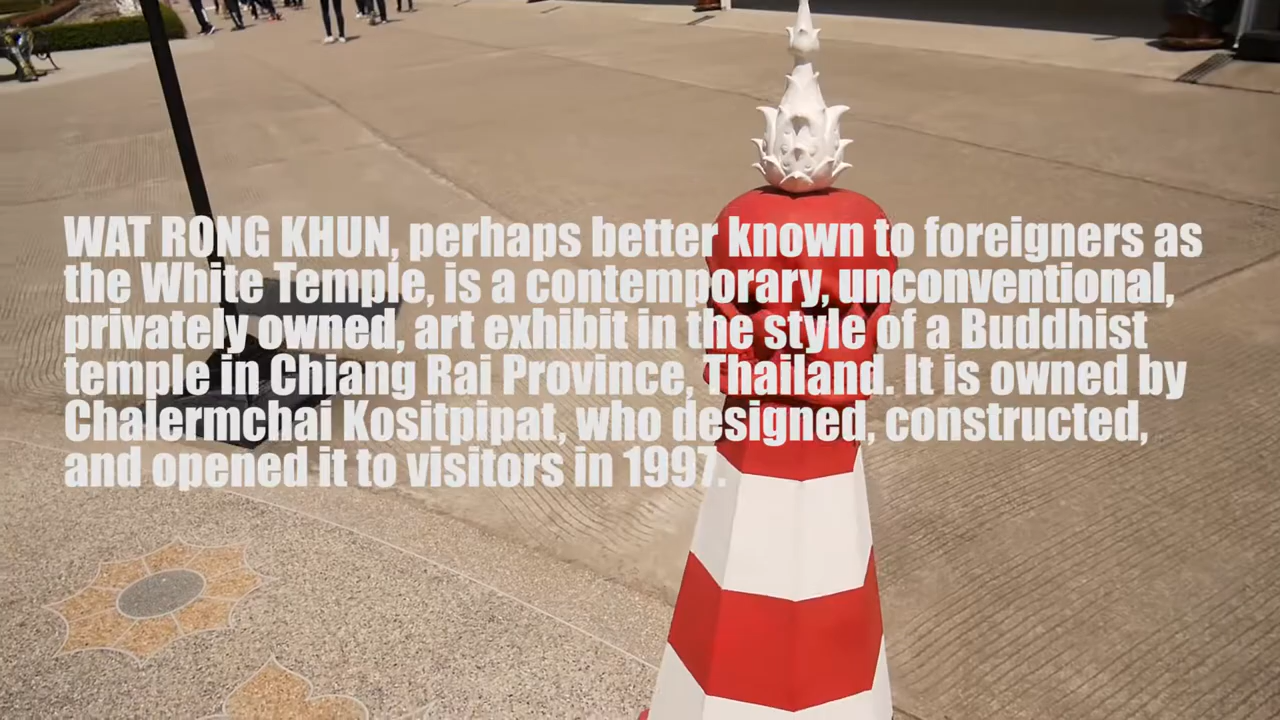 WAT RONG KHUN, perhaps better known to foreigners as
the White Temple, is a contemporary, unconventional,
privately owned, art exhibit in the style of a Buddhist
temple in Chiang Rai Province, Thailand. It is owned by
Chalermchai Kositpipat, who designed, constructed,
and opened it to visitors in 1997.